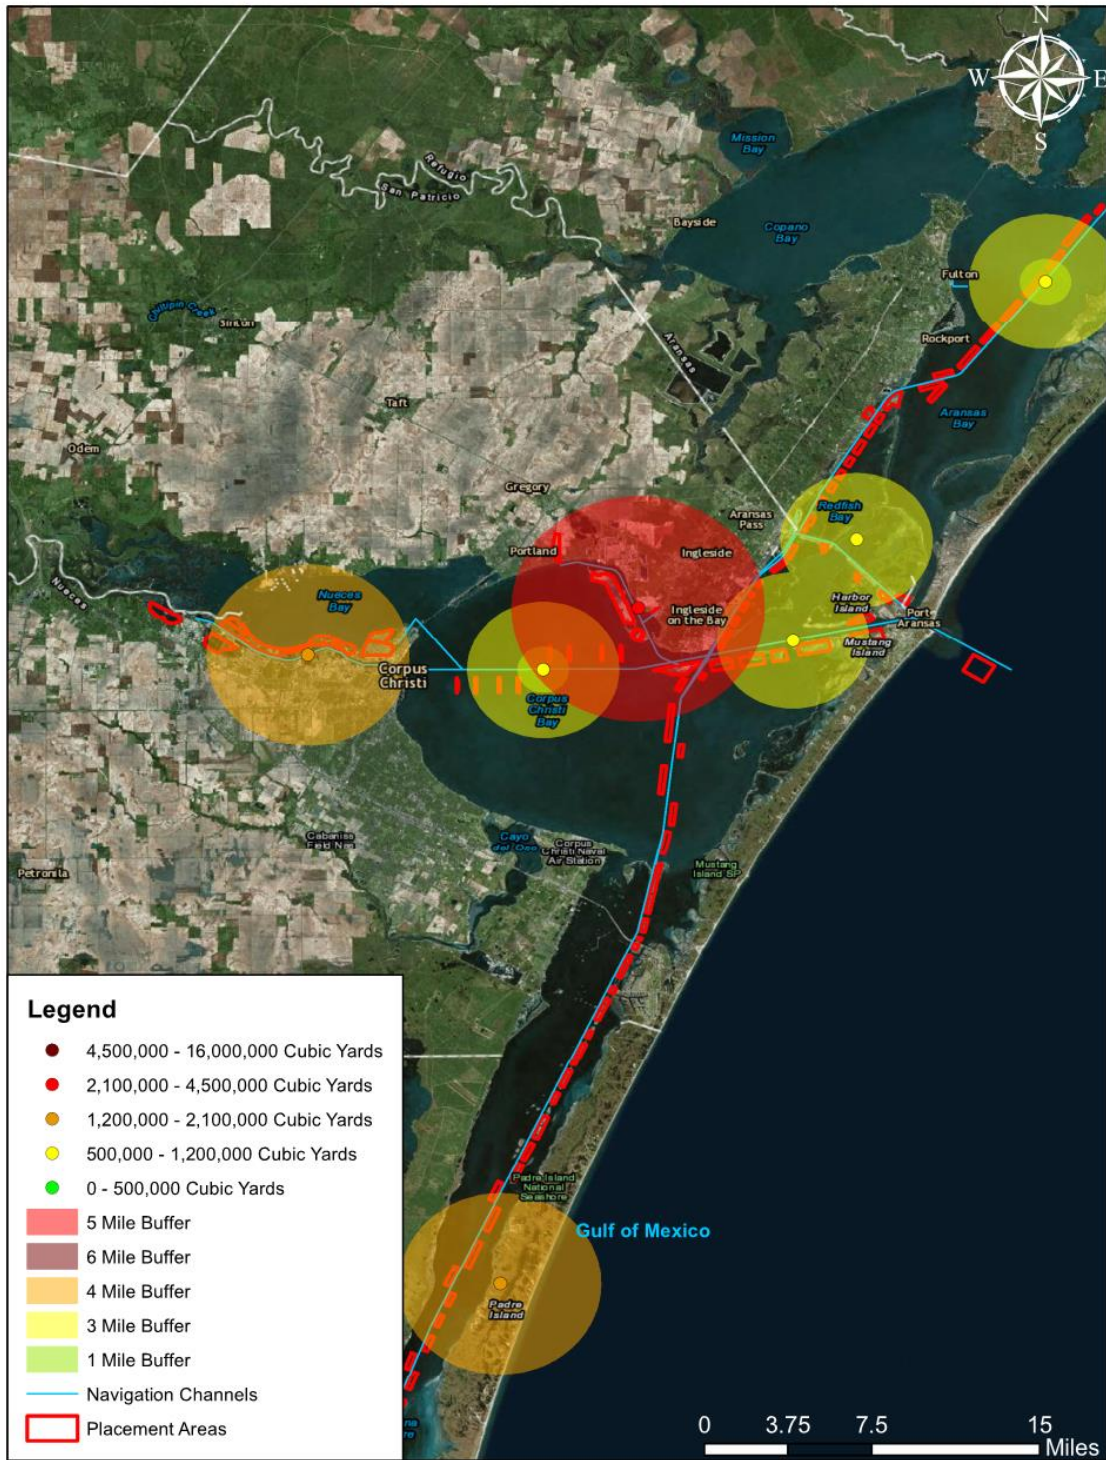 N
W
E
S
Mission
Bay
Refugio
San Patricio
Bayside
Copano
Bay
Fulton
Chiltipin Creek
Sinton
Aransas
Rockport
Taft
Aransas
Bay
Odem
Gregory
Redfish
Bay
Aransas
Pass
Portland
Ingleside
Nueces
Nueces
Bay
Harbor
Island
Ingleside
on the Bay
Port
Aransas
Mustang
Island
Corpus
Christi
Corpus
Christi
Bay
Cabaniss
Field Nas
Cayo
del Oso
Corpus
Christi Naval
Air Station
Mustang
Island SP
Petronila
Padre Island
National
Seashore
Gulf of Mexico
Padre
Island
Legend
4,500,000 - 16,000,000 Cubic Yards
2,100,000 - 4,500,000 Cubic Yards
1,200,000 - 2,100,000 Cubic Yards
500,000 - 1,200,000 Cubic Yards
0 - 500,000 Cubic Yards
5 Mile Buffer
6 Mile Buffer
4 Mile Buffer
3 Mile Buffer
1 Mile Buffer
Navigation Channels
Placement Areas
0 3.75 7.5 15
Miles